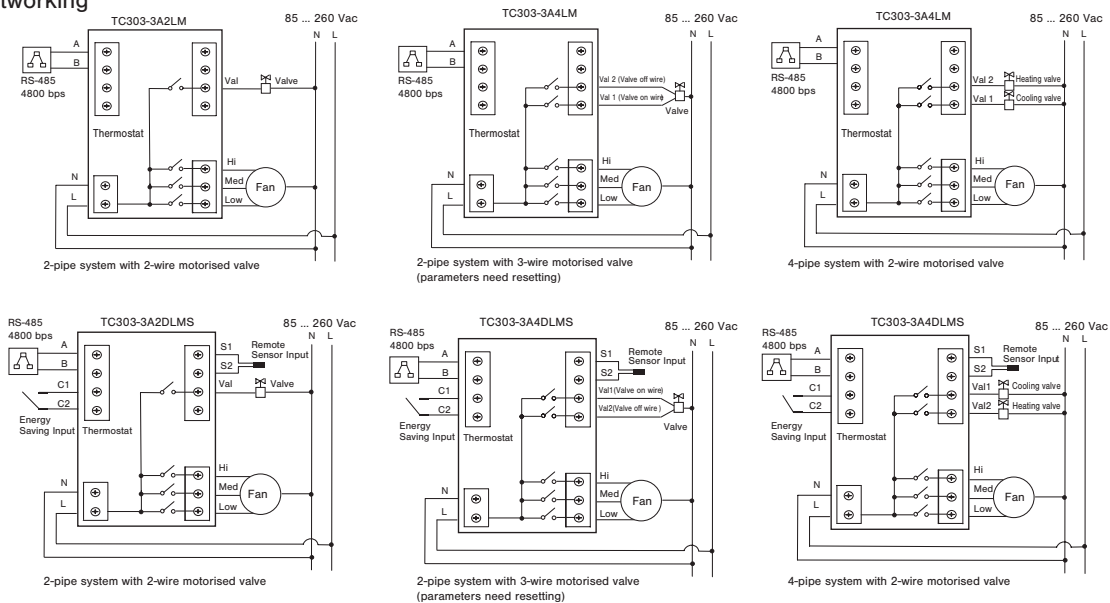 tworking
TC303-3A2LM
85 ... 260 Vac
N L
A
B
RS-485
4800 bps
Val
Valve
Thermostat
Hi
Med
Low
Fan
N
L
2-pipe system with 2-wire motorised valve
TC303-3A4LM
85 ... 260 Vac
N L
A
B
RS-485
4800 bps
Val 2 (Valve off wire)
Val 1 (Valve on wire)
Valve
Thermostat
Hi
Med
Low
Fan
N
L
2-pipe system with 3-wire motorised valve
(parameters need resetting)
TC303-3A4LM
85 ... 260 Vac
N L
A
B
RS-485
4800 bps
Val 2 Heating valve
Val 1 Cooling valve
Thermostat
Hi
Med
Low
Fan
N
L
4-pipe system with 2-wire motorised valve
TC303-3A2DLMS
85 ... 260 Vac
N L
RS-485
4800 bps
A
B
C1
C2
Energy
Saving Input
Thermostat
S1
S2
Remote
Sensor Input
Val
Valve
Hi
Med
Low
Fan
N
L
2-pipe system with 2-wire motorised valve
TC303-3A4DLMS
85 ... 260 Vac
N L
RS-485
4800 bps
A
B
C1
C2
Energy
Saving Input
Thermostat
S1
S2
Remote
Sensor Input
Val1(Valve on wire)
Val2(Valve off wire )
Valve
Hi
Med
Low
Fan
N
L
2-pipe system with 3-wire motorised valve
(parameters need resetting)
TC303-3A4DLMS
85 ... 260 Vac
N L
RS-485
4800 bps
A
B
C1
C2
Energy
Saving Input
Thermostat
S1
S2
Remote
Sensor Input
Val1 Cooling valve
Val2 Heating valve
Hi
Med
Low
Fan
N
L
4-pipe system with 2-wire motorised valve